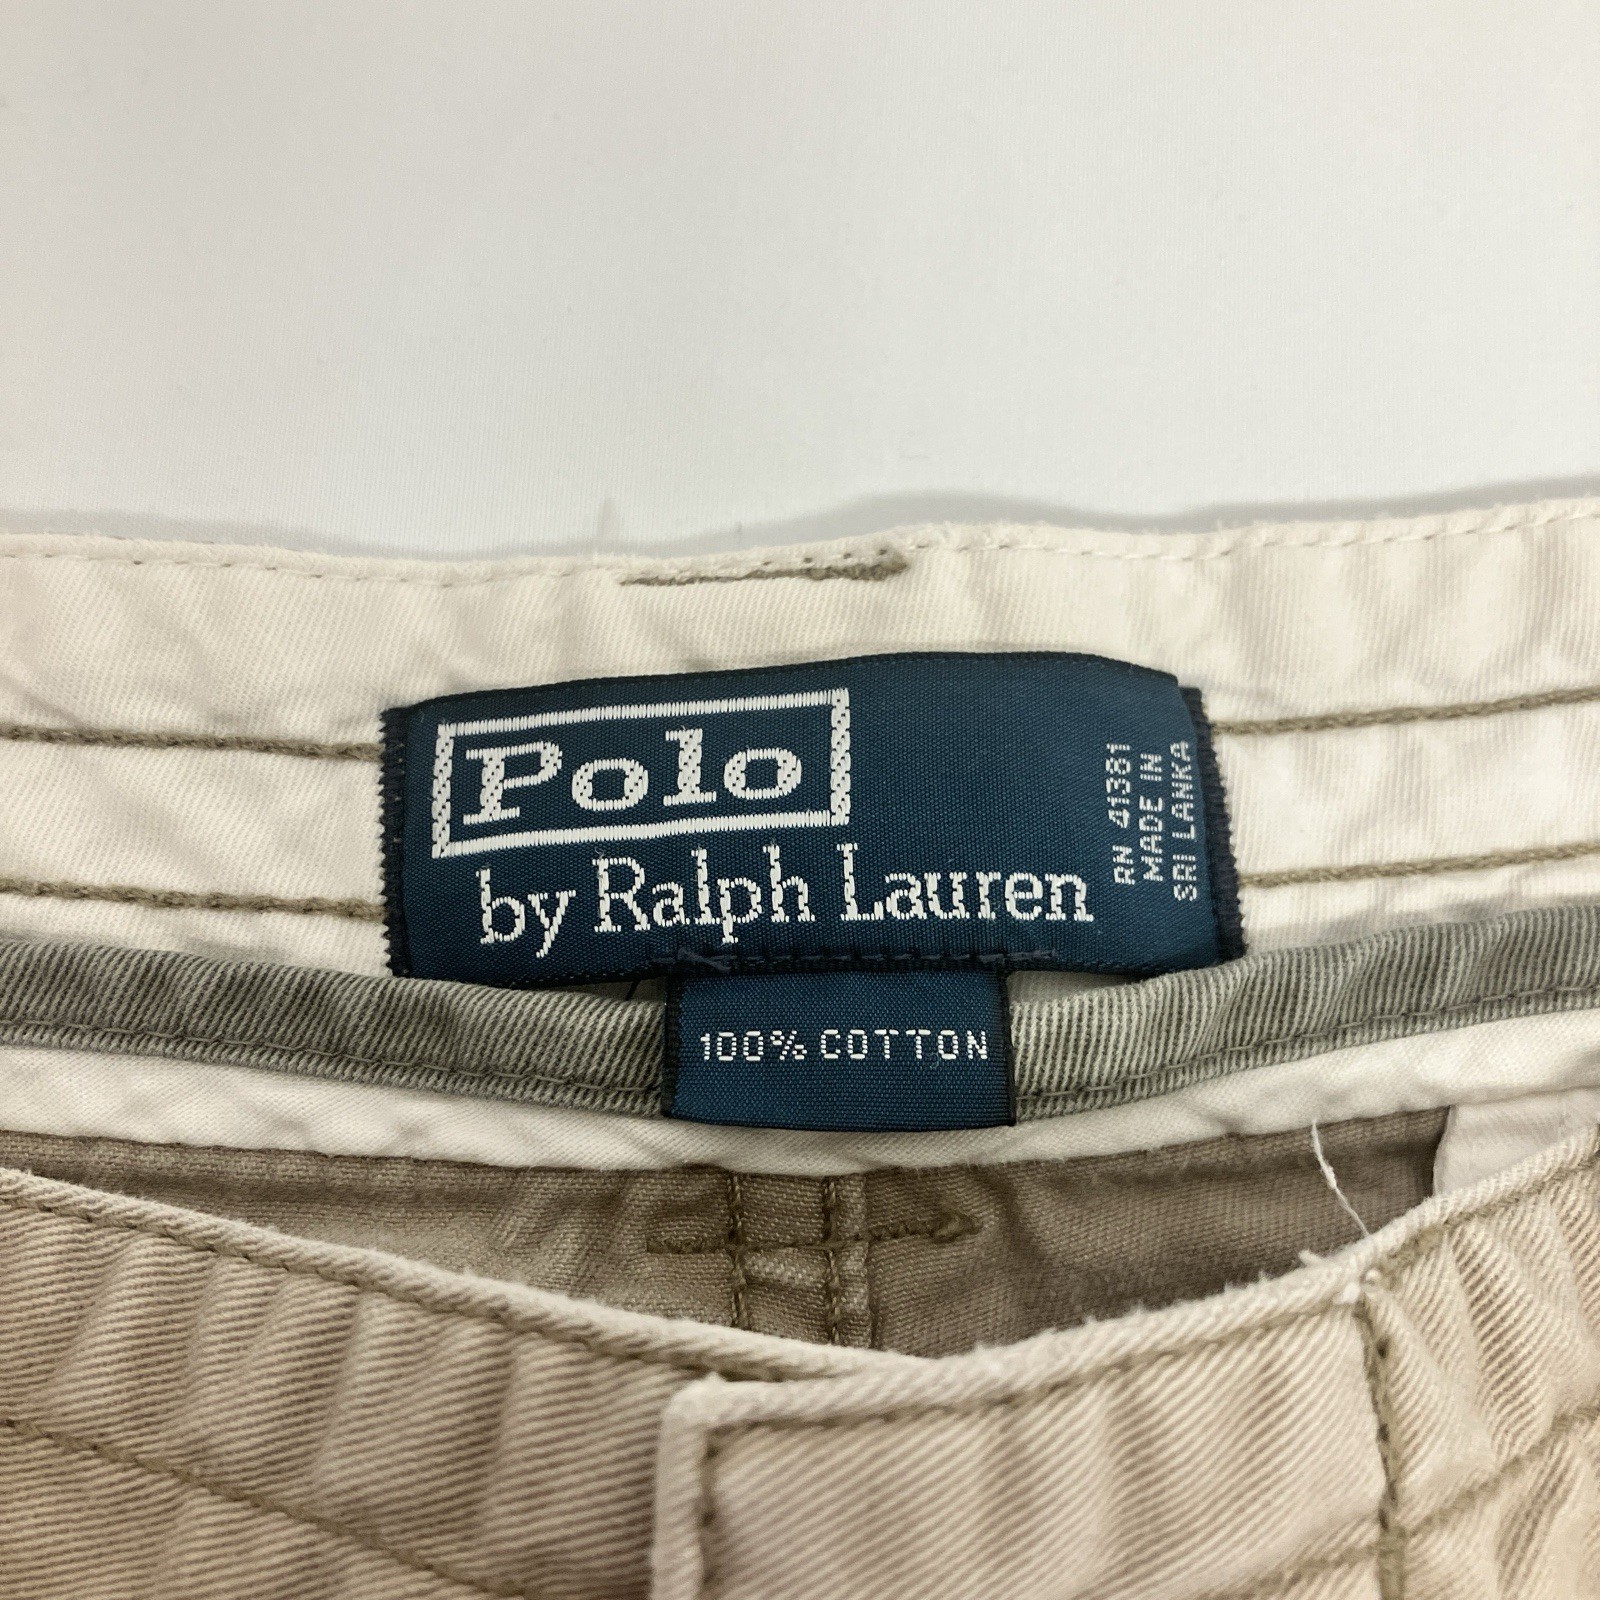 Polo
by Ralph Lauren
RN 41381
MADE IN
SRI LANKA
100% COTTON